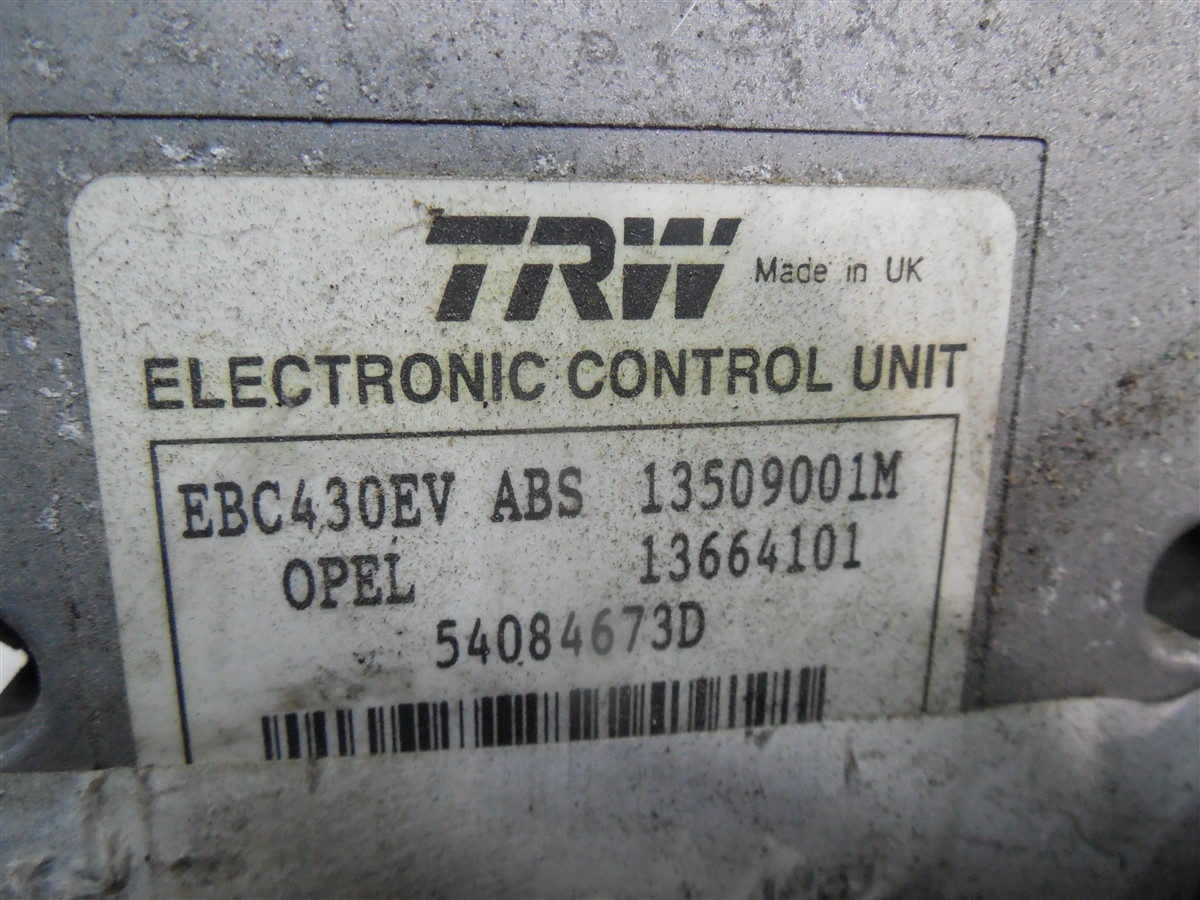 TRW Made in UK
ELECTRONIC CONTROL UNIT
EBC430EV ABS 13509001M
OPEL 13664101
54084673D